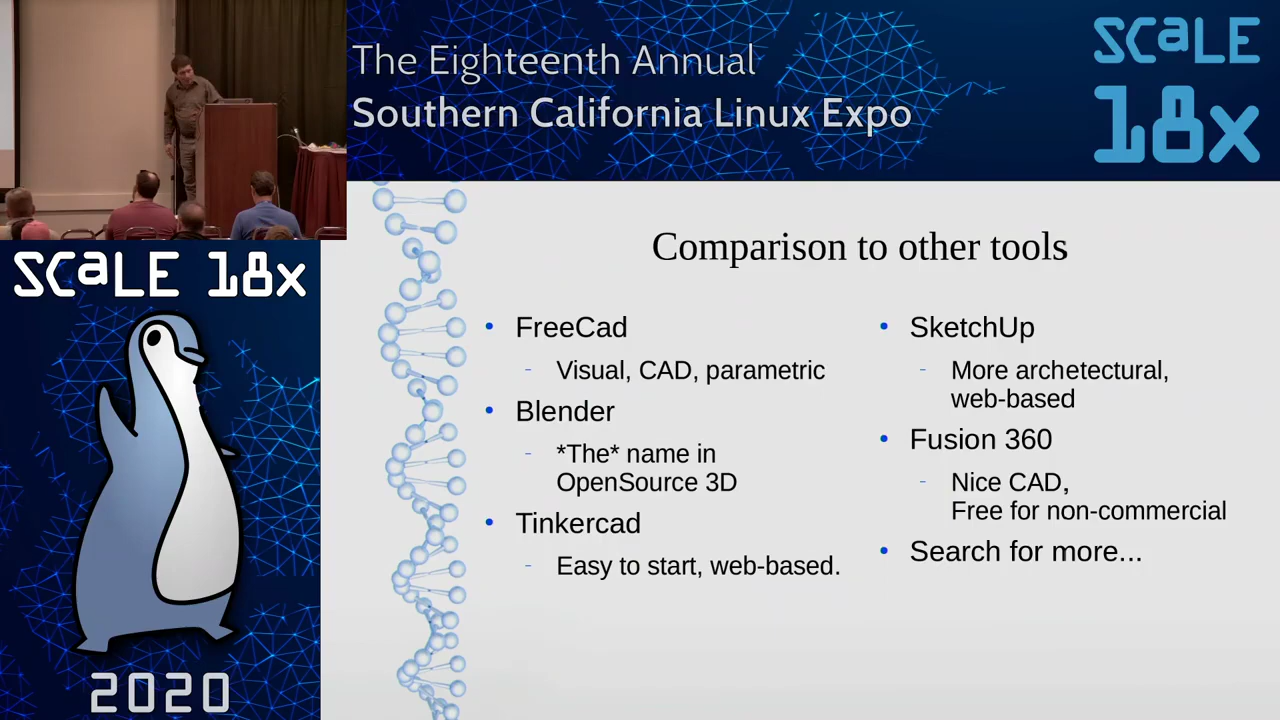 The Eighteenth Annual
Southern California Linux Expo
SCaLE
18x
SCaLE 18x
2020
Comparison to other tools
• FreeCad
- Visual, CAD, parametric
• Blender
- *The* name in
OpenSource 3D
• Tinkercad
- Easy to start, web-based.
• SketchUp
- More archetectural,
web-based
• Fusion 360
- Nice CAD,
Free for non-commercial
• Search for more...